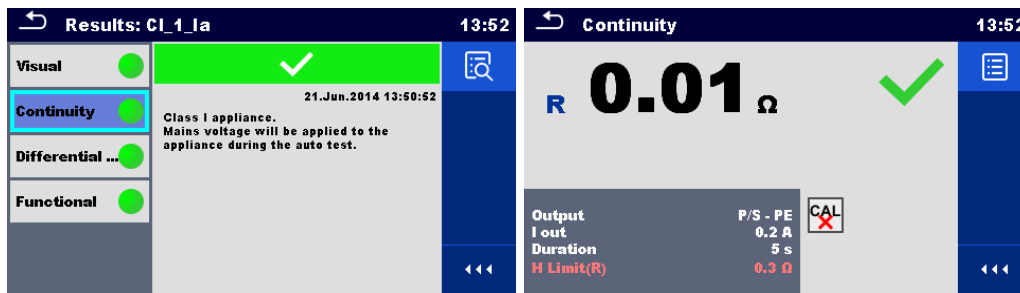 Results: CI_1_Ia 13:52
Visual
Continuity
Differential ...
Functional
21.Jun.2014 13:50:52
Class I appliance.
Mains voltage will be applied to the
appliance during the auto test.
Continuity 13:52
R 0.01 Ω
Output P/S - PE
I out 0.2 A
Duration 5 s
H Limit(R) 0.3 Ω
CAL